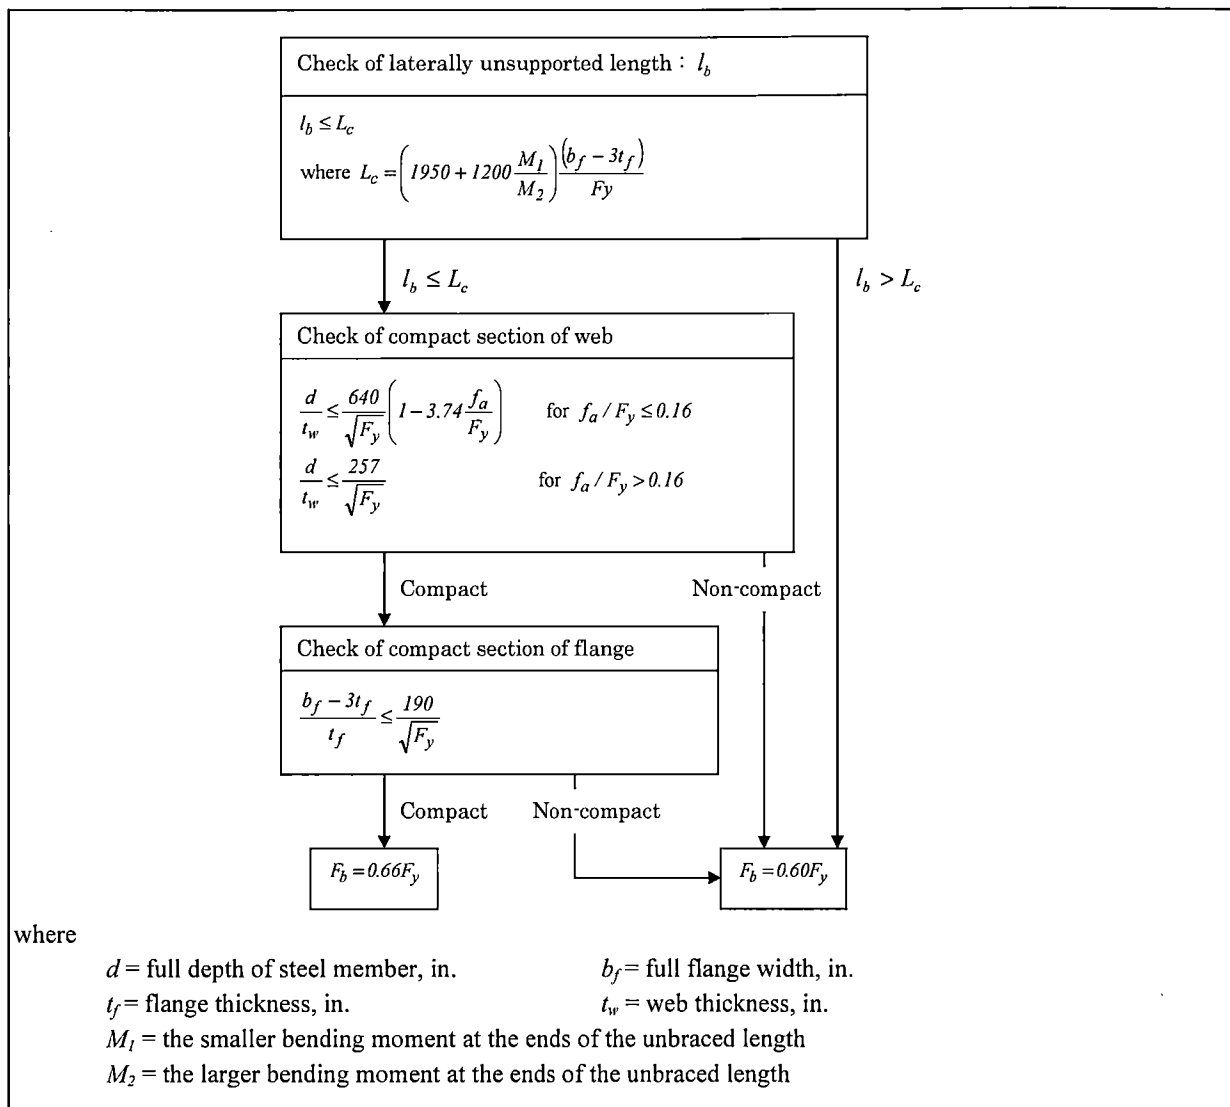 Check of laterally unsupported length : l_b
l_b ≤ L_c
where L_c = (1950 + 1200 M_1/M_2) (b_f − 3t_f)/Fy
l_b ≤ L_c
l_b > L_c
Check of compact section of web
d/t_w ≤ 640/√F_y (1 − 3.74 f_a/F_y) for f_a / F_y ≤ 0.16
d/t_w ≤ 257/√F_y for f_a / F_y > 0.16
Compact
Non-compact
Check of compact section of flange
(b_f − 3t_f)/t_f ≤ 190/√F_y
Compact
Non-compact
F_b = 0.66F_y
F_b = 0.60F_y
where
d = full depth of steel member, in.
b_f = full flange width, in.
t_f = flange thickness, in.
t_w = web thickness, in.
M_1 = the smaller bending moment at the ends of the unbraced length
M_2 = the larger bending moment at the ends of the unbraced length